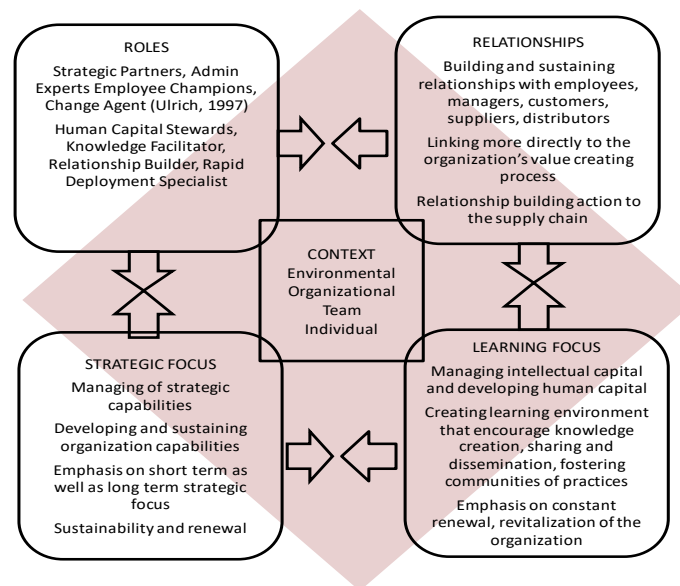 ROLES
Strategic Partners, Admin
Experts Employee Champions,
Change Agent (Ulrich, 1997)
Human Capital Stewards,
Knowledge Facilitator,
Relationship Builder, Rapid
Deployment Specialist
RELATIONSHIPS
Building and sustaining
relationships with employees,
managers, customers,
suppliers, distributors
Linking more directly to the
organization's value creating
process
Relationship building action to
the supply chain
CONTEXT
Environmental
Organizational
Team
Individual
STRATEGIC FOCUS
Managing of strategic
capabilities
Developing and sustaining
organization capabilities
Emphasis on short term as
well as long term strategic
focus
Sustainability and renewal
LEARNING FOCUS
Managing intellectual capital
and developing human capital
Creating learning environment
that encourage knowledge
creation, sharing and
dissemination, fostering
communities of practices
Emphasis on constant
renewal, revitalization of the
organization